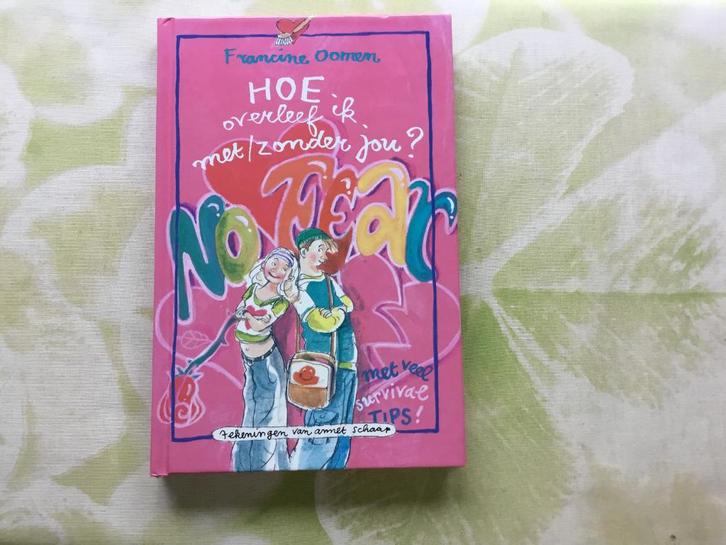 Francine Oomen
HOE
overleef ik
met/zonder jou?
NO FEAR
met veel
survival
TIPS!
tekeningen van annet schaap